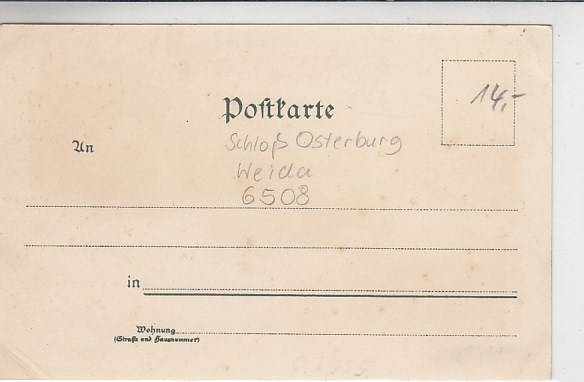 14,-
Postkarte
An
Schloß Osterburg
Weida
6508
in
Wohnung
(Straße und Hausnummer)